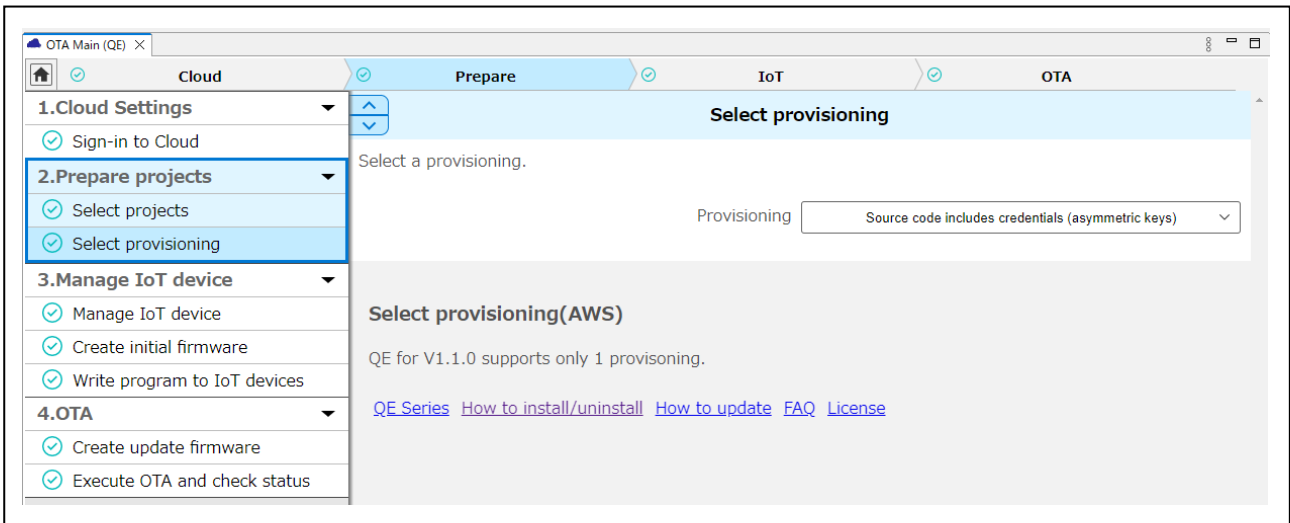 OTA Main (QE)
Cloud
Prepare
IoT
OTA
1.Cloud Settings
Sign-in to Cloud
2.Prepare projects
Select projects
Select provisioning
3.Manage IoT device
Manage IoT device
Create initial firmware
Write program to IoT devices
4.OTA
Create update firmware
Execute OTA and check status
Select provisioning
Select a provisioning.
Provisioning Source code includes credentials (asymmetric keys)
Select provisioning(AWS)
QE for V1.1.0 supports only 1 provisoning.
QE Series How to install/uninstall How to update FAQ License